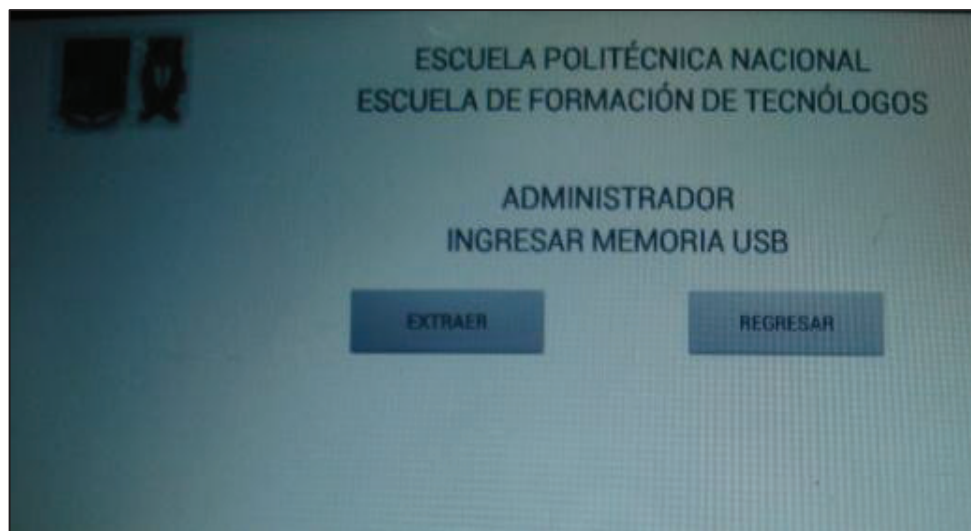 ESCUELA POLITÉCNICA NACIONAL
ESCUELA DE FORMACIÓN DE TECNÓLOGOS
ADMINISTRADOR
INGRESAR MEMORIA USB
EXTRAER
REGRESAR